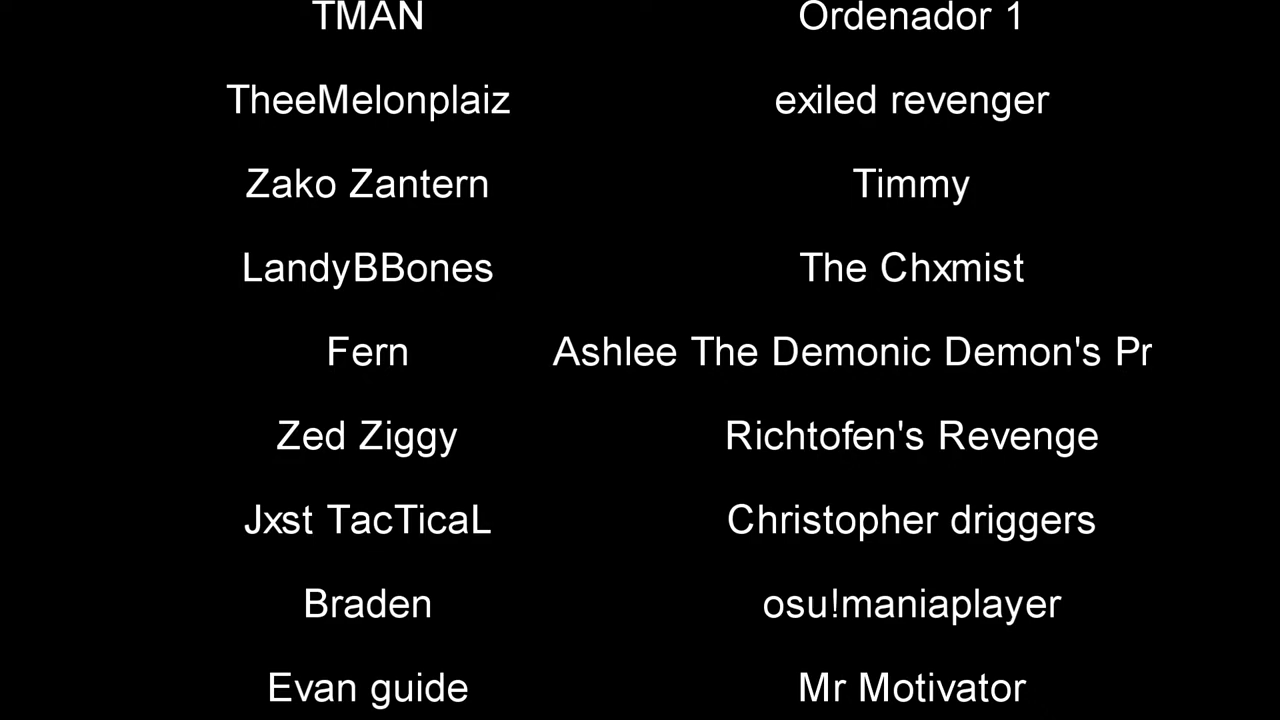 TMAN Ordenador 1
TheeMelonplaiz exiled revenger
Zako Zantern Timmy
LandyBBones The Chxmist
Fern Ashlee The Demonic Demon's Pr
Zed Ziggy Richtofen's Revenge
Jxst TacTicaL Christopher driggers
Braden osu!maniaplayer
Evan guide Mr Motivator